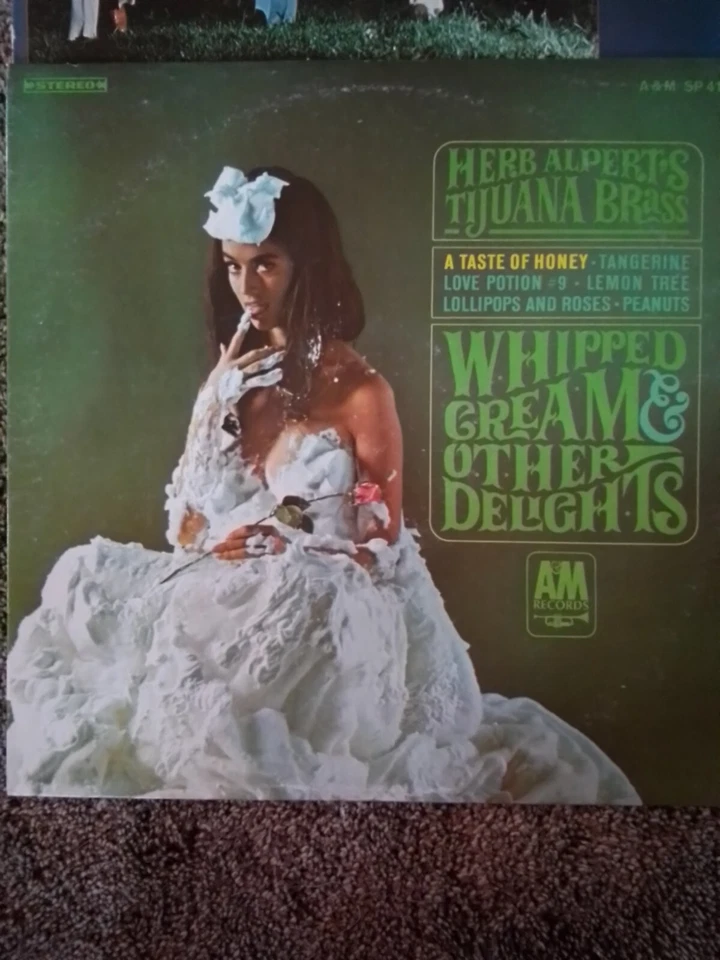 STEREO
A&M SP 41
HERB ALPERT'S
TIJUANA BRASS
A TASTE OF HONEY · TANGERINE
LOVE POTION #9 · LEMON TREE
LOLLIPOPS AND ROSES · PEANUTS
WHIPPED
CREAM &
OTHER
DELIGHTS
A&M
RECORDS